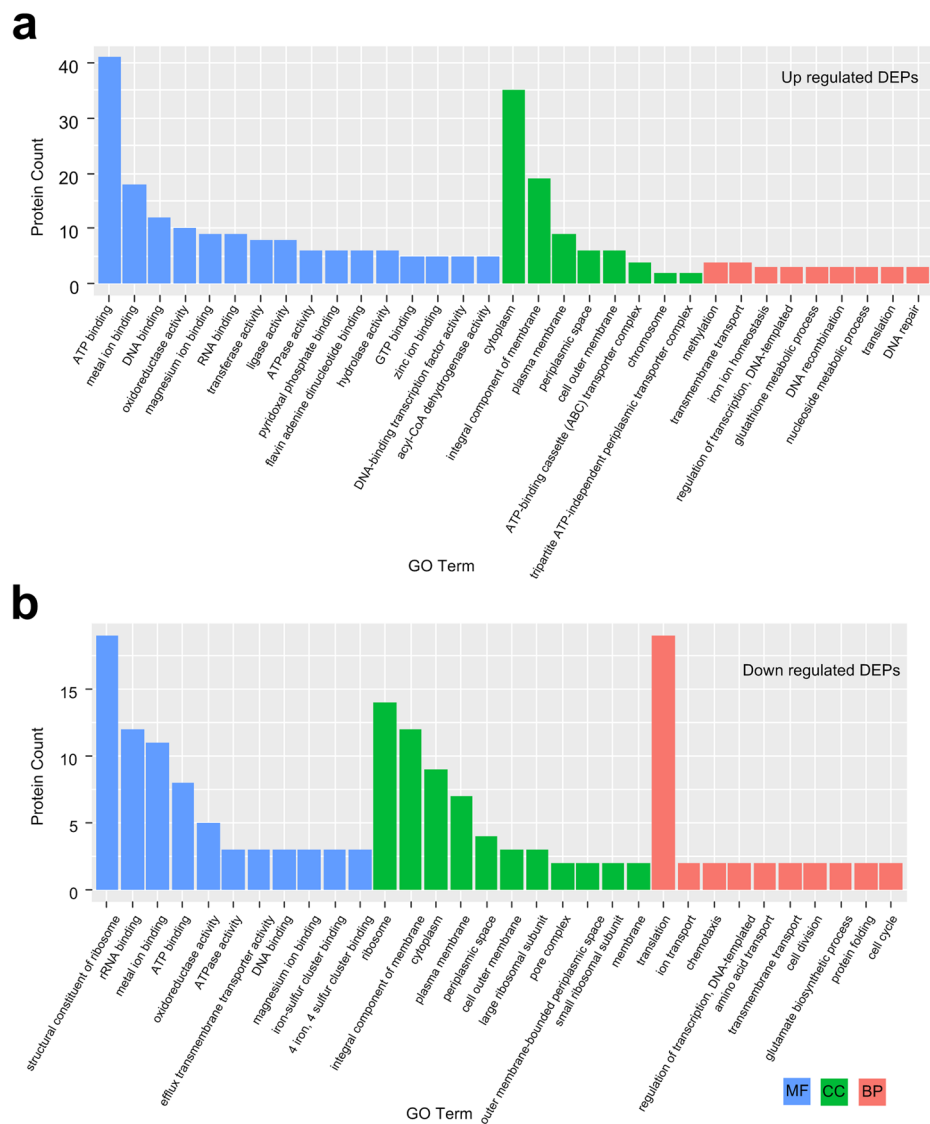 a
Up regulated DEPs
Protein Count
40
30
20
10
0
ATP binding
metal ion binding
DNA binding
oxidoreductase activity
magnesium ion binding
RNA binding
transferase activity
ligase activity
ATPase activity
pyridoxal phosphate binding
flavin adenine dinucleotide binding
hydrolase activity
GTP binding
zinc ion binding
DNA-binding transcription factor activity
acyl-CoA dehydrogenase activity
cytoplasm
integral component of membrane
plasma membrane
periplasmic space
cell outer membrane
ATP-binding cassette (ABC) transporter complex
chromosome
tripartite ATP-independent periplasmic transporter complex
methylation
transmembrane transport
iron ion homeostasis
regulation of transcription, DNA-templated
glutathione metabolic process
DNA recombination
nucleoside metabolic process
translation
DNA repair
GO Term
b
Down regulated DEPs
Protein Count
15
10
5
0
structural constituent of ribosome
rRNA binding
metal ion binding
ATP binding
oxidoreductase activity
ATPase activity
efflux transmembrane transporter activity
DNA binding
magnesium ion binding
iron-sulfur cluster binding
4 iron, 4 sulfur cluster binding
ribosome
integral component of membrane
cytoplasm
plasma membrane
periplasmic space
cell outer membrane
large ribosomal subunit
pore complex
outer membrane-bounded periplasmic space
small ribosomal subunit
membrane
translation
ion transport
chemotaxis
regulation of transcription, DNA-templated
amino acid transport
transmembrane transport
cell division
glutamate biosynthetic process
protein folding
cell cycle
GO Term
MF CC BP